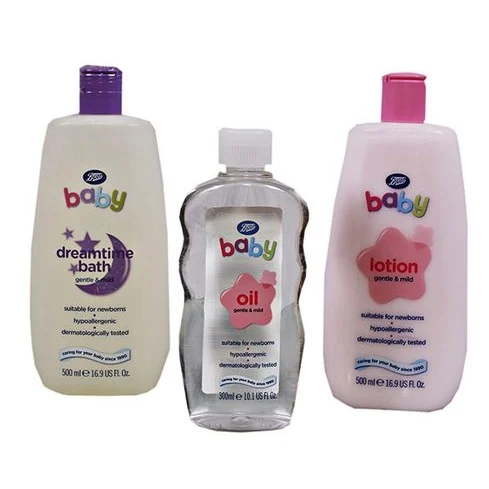 Boots
baby
dreamtime
bath
gentle & mild
suitable for newborns
hypoallergenic
dermatologically tested
caring for your baby since 1890
500 ml e 16.9 US Fl. Oz.
Boots
baby
oil
gentle & mild
suitable for newborns
hypoallergenic
dermatologically tested
caring for your baby since 1890
300ml e 10.1 US Fl. Oz.
Boots
baby
lotion
gentle & mild
suitable for newborns
hypoallergenic
dermatologically tested
caring for your baby since 1890
500 ml e 16.9 US Fl. Oz.